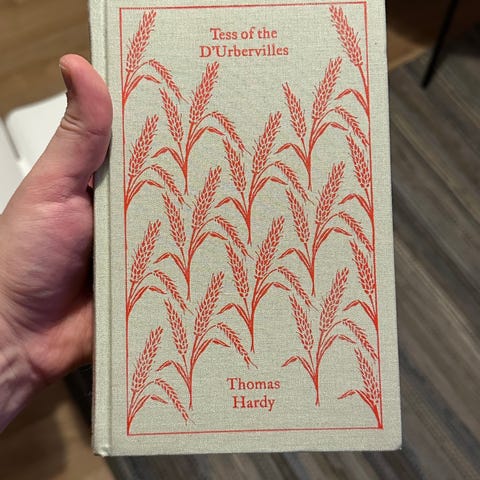 Tess of the
D'Urbervilles
Thomas
Hardy